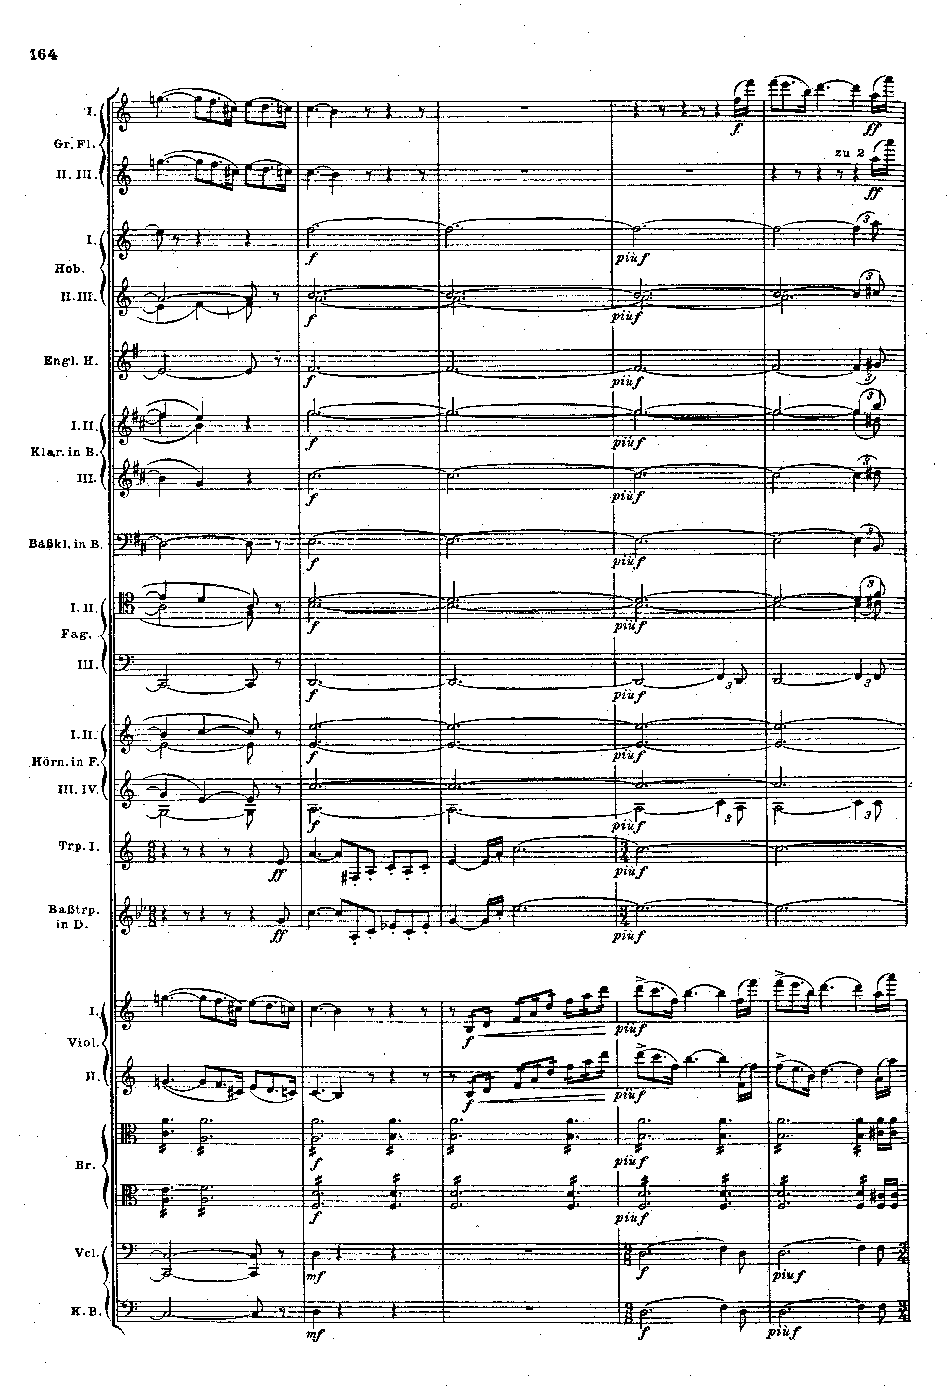 164
I.
Gr. Fl.
zu 2
II. III.
f
ff
ff
I.
Hob.
II. III.
f
più f
f
più f
Engl. H.
f
più f
I. II.
Klar. in B.
III.
f
più f
f
più f
Baßkl. in B.
f
più f
I. II.
Fag.
III.
f
più f
f
più f
I. II.
Hörn. in F.
III. IV.
f
più f
f
più f
Trp. I.
ff
più f
Baßtrp.
in D.
ff
più f
I.
Viol.
II.
f
più f
f
più f
Br.
f
più f
f
più f
Vcl.
mf
f
più f
K. B.
mf
f
più f